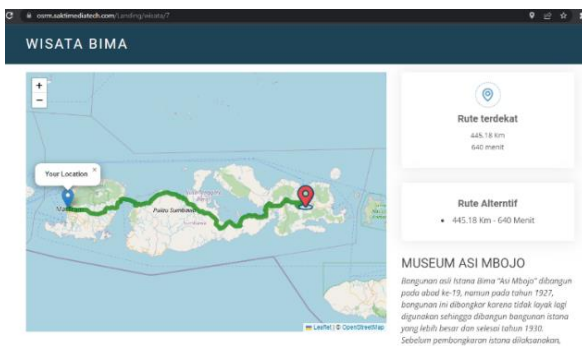 osrm.saktimediatech.com/Landing/wisata/7
WISATA BIMA
+
−
Your Location
×
Mataram
Pulau Sumbawa
Leaflet | © OpenStreetMap
Rute terdekat
445.18 Km
640 menit
Rute Alterntif
445.18 Km - 640 Menit
MUSEUM ASI MBOJO
Bangunan asli Istana Bima "Asi Mbojo" dibangun
pada abad ke-19, namun pada tahun 1927,
bangunan ini dibongkar karena tidak layak lagi
digunakan sehingga dibangun bangunan istana
yang lebih besar dan selesai tahun 1930.
Sebelum pembongkaran istana dilaksanakan,